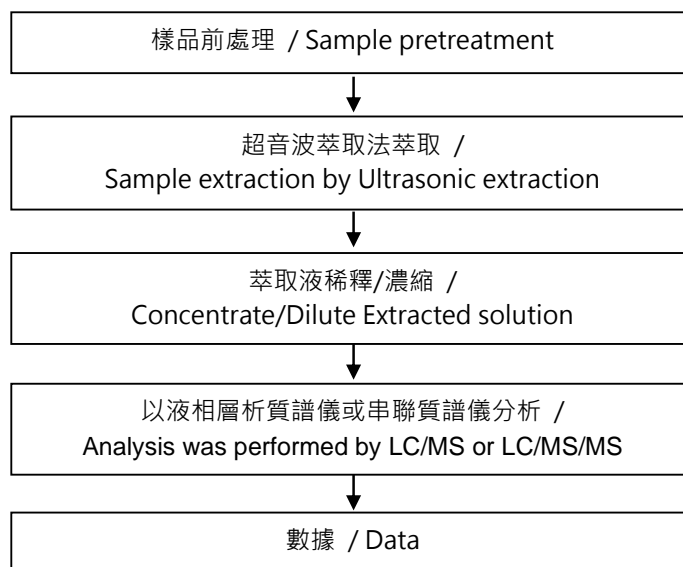 樣品前處理 / Sample pretreatment
超音波萃取法萃取 /
Sample extraction by Ultrasonic extraction
萃取液稀釋/濃縮 /
Concentrate/Dilute Extracted solution
以液相層析質譜儀或串聯質譜儀分析 /
Analysis was performed by LC/MS or LC/MS/MS
數據 / Data